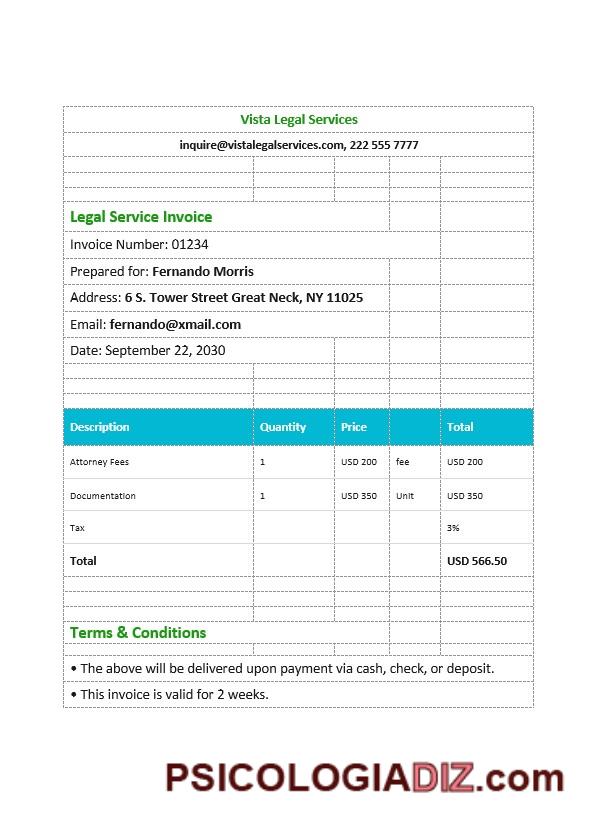 Vista Legal Services
inquire@vistalegalservices.com, 222 555 7777
Legal Service Invoice
Invoice Number: 01234
Prepared for: Fernando Morris
Address: 6 S. Tower Street Great Neck, NY 11025
Email: fernando@xmail.com
Date: September 22, 2030
Description Quantity Price Total
Attorney Fees 1 USD 200 fee USD 200
Documentation 1 USD 350 Unit USD 350
Tax 3%
Total USD 566.50
Terms & Conditions
• The above will be delivered upon payment via cash, check, or deposit.
• This invoice is valid for 2 weeks.
PSICOLOGIADIZ.com